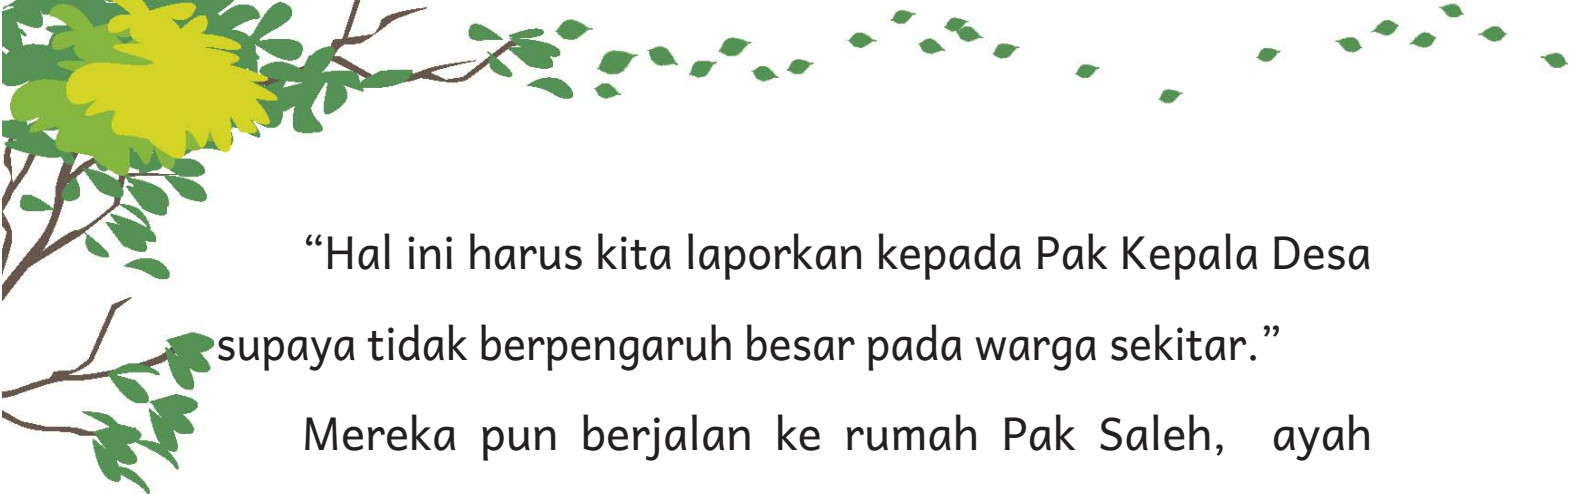 “Hal ini harus kita laporkan kepada Pak Kepala Desa
supaya tidak berpengaruh besar pada warga sekitar.”
Mereka pun berjalan ke rumah Pak Saleh, ayah